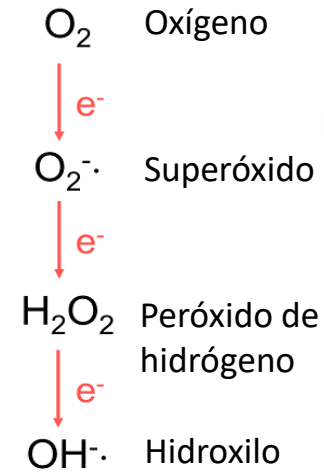 O₂ Oxígeno
e⁻
O₂⁻· Superóxido
e⁻
H₂O₂ Peróxido de
hidrógeno
e⁻
OH⁻· Hidroxilo